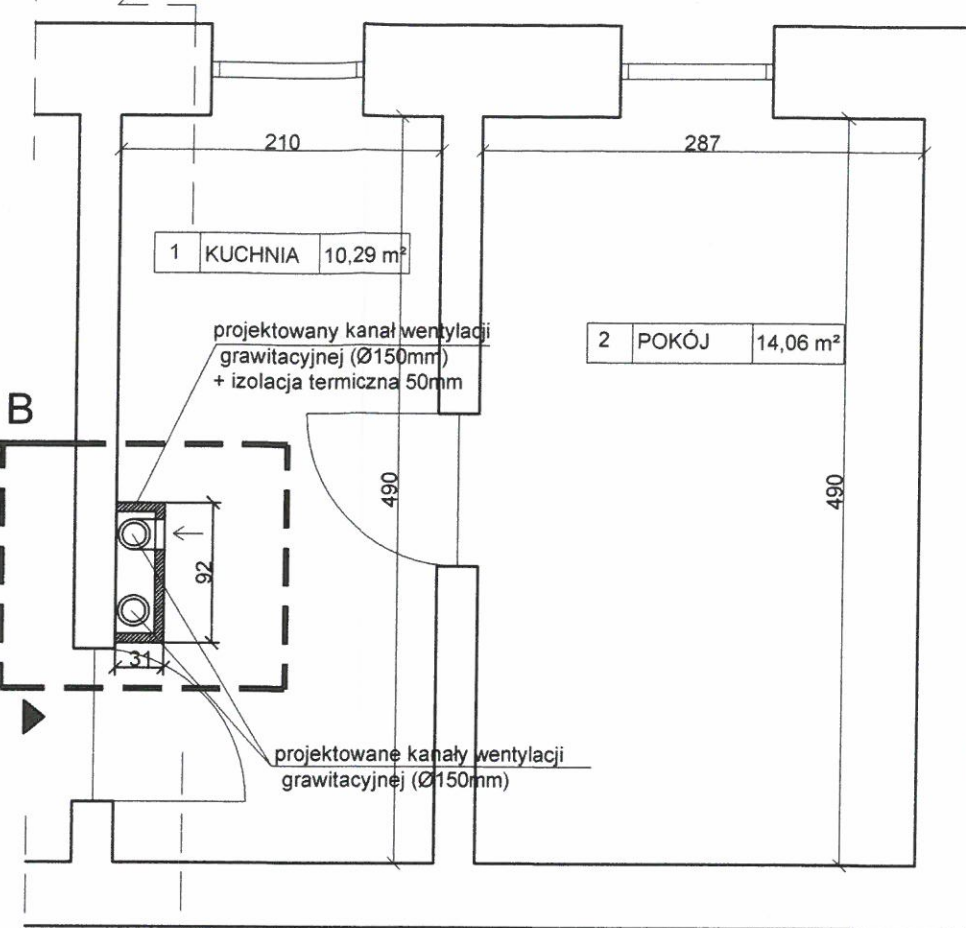 210
287
1 KUCHNIA 10,29 m²
projektowany kanał wentylacji
grawitacyjnej (Ø150mm)
+ izolacja termiczna 50mm
2 POKÓJ 14,06 m²
B
490
490
92
31
projektowane kanały wentylacji
grawitacyjnej (Ø150mm)